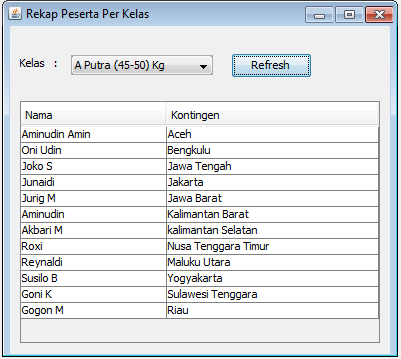 Rekap Peserta Per Kelas
Kelas : A Putra (45-50) Kg Refresh
Nama Kontingen
Aminudin Amin Aceh
Oni Udin Bengkulu
Joko S Jawa Tengah
Junaidi Jakarta
Jurig M Jawa Barat
Aminudin Kalimantan Barat
Akbari M kalimantan Selatan
Roxi Nusa Tenggara Timur
Reynaldi Maluku Utara
Susilo B Yogyakarta
Goni K Sulawesi Tenggara
Gogon M Riau